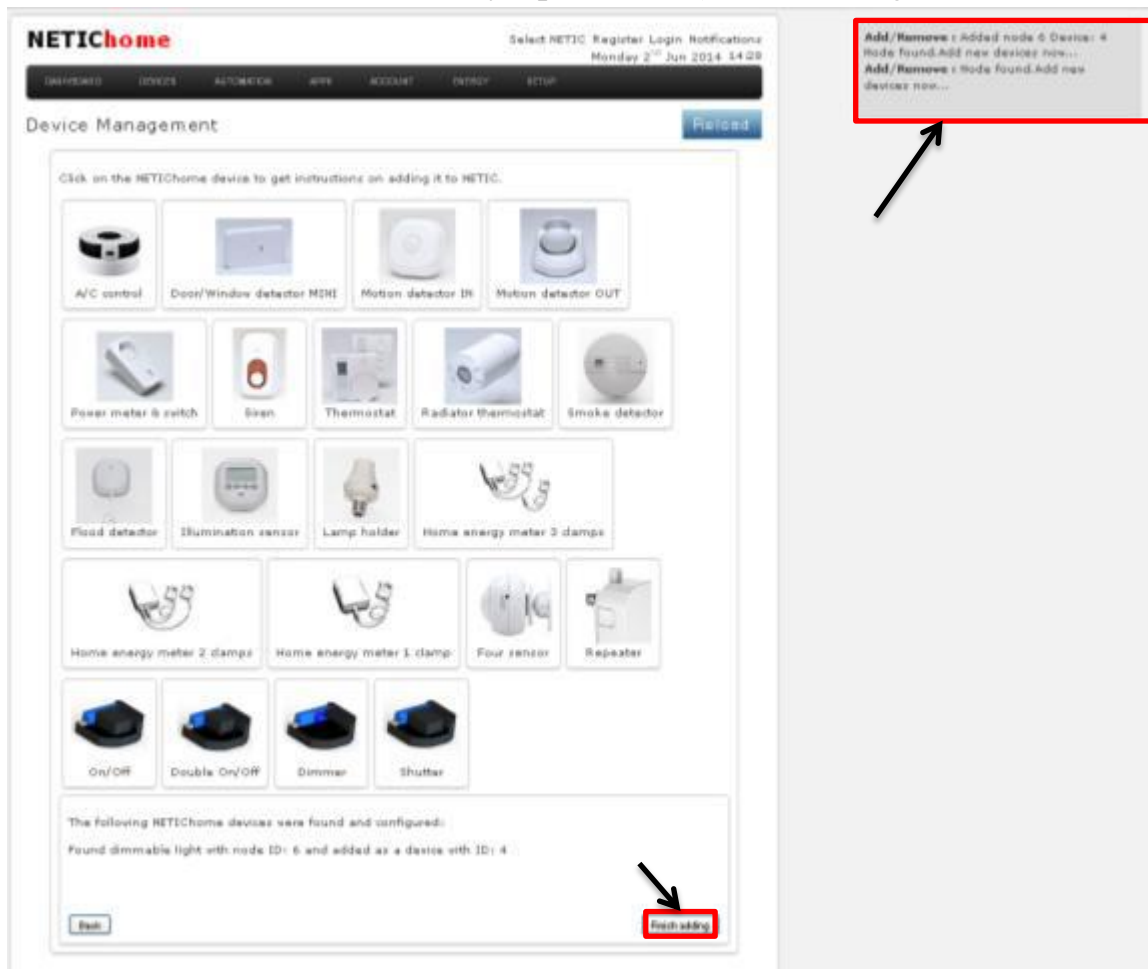 NETIChome
Select NETIC Register Login Notifications
Monday 2nd Jun 2014 14:28
DASHBOARD DEVICES AUTOMATION APPS ACCOUNT ENERGY SETUP
Device Management
Reload
Click on the NETIChome device to get instructions on adding it to NETIC.
A/C control
Door/Window detector MINI
Motion detector IN
Motion detector OUT
Power meter & switch
Siren
Thermostat
Radiator thermostat
Smoke detector
Flood detector
Illumination sensor
Lamp holder
Home energy meter 3 clamps
Home energy meter 2 clamps
Home energy meter 1 clamp
Four sensor
Repeater
On/Off
Double On/Off
Dimmer
Shutter
The following NETIChome devices were found and configured:
Found dimmable light with node ID: 6 and added as a device with ID: 4
Back
Finish adding
Add/Remove : Added node 6 Device: 4
Node found.Add new devices now...
Add/Remove : Node found.Add new
devices now...